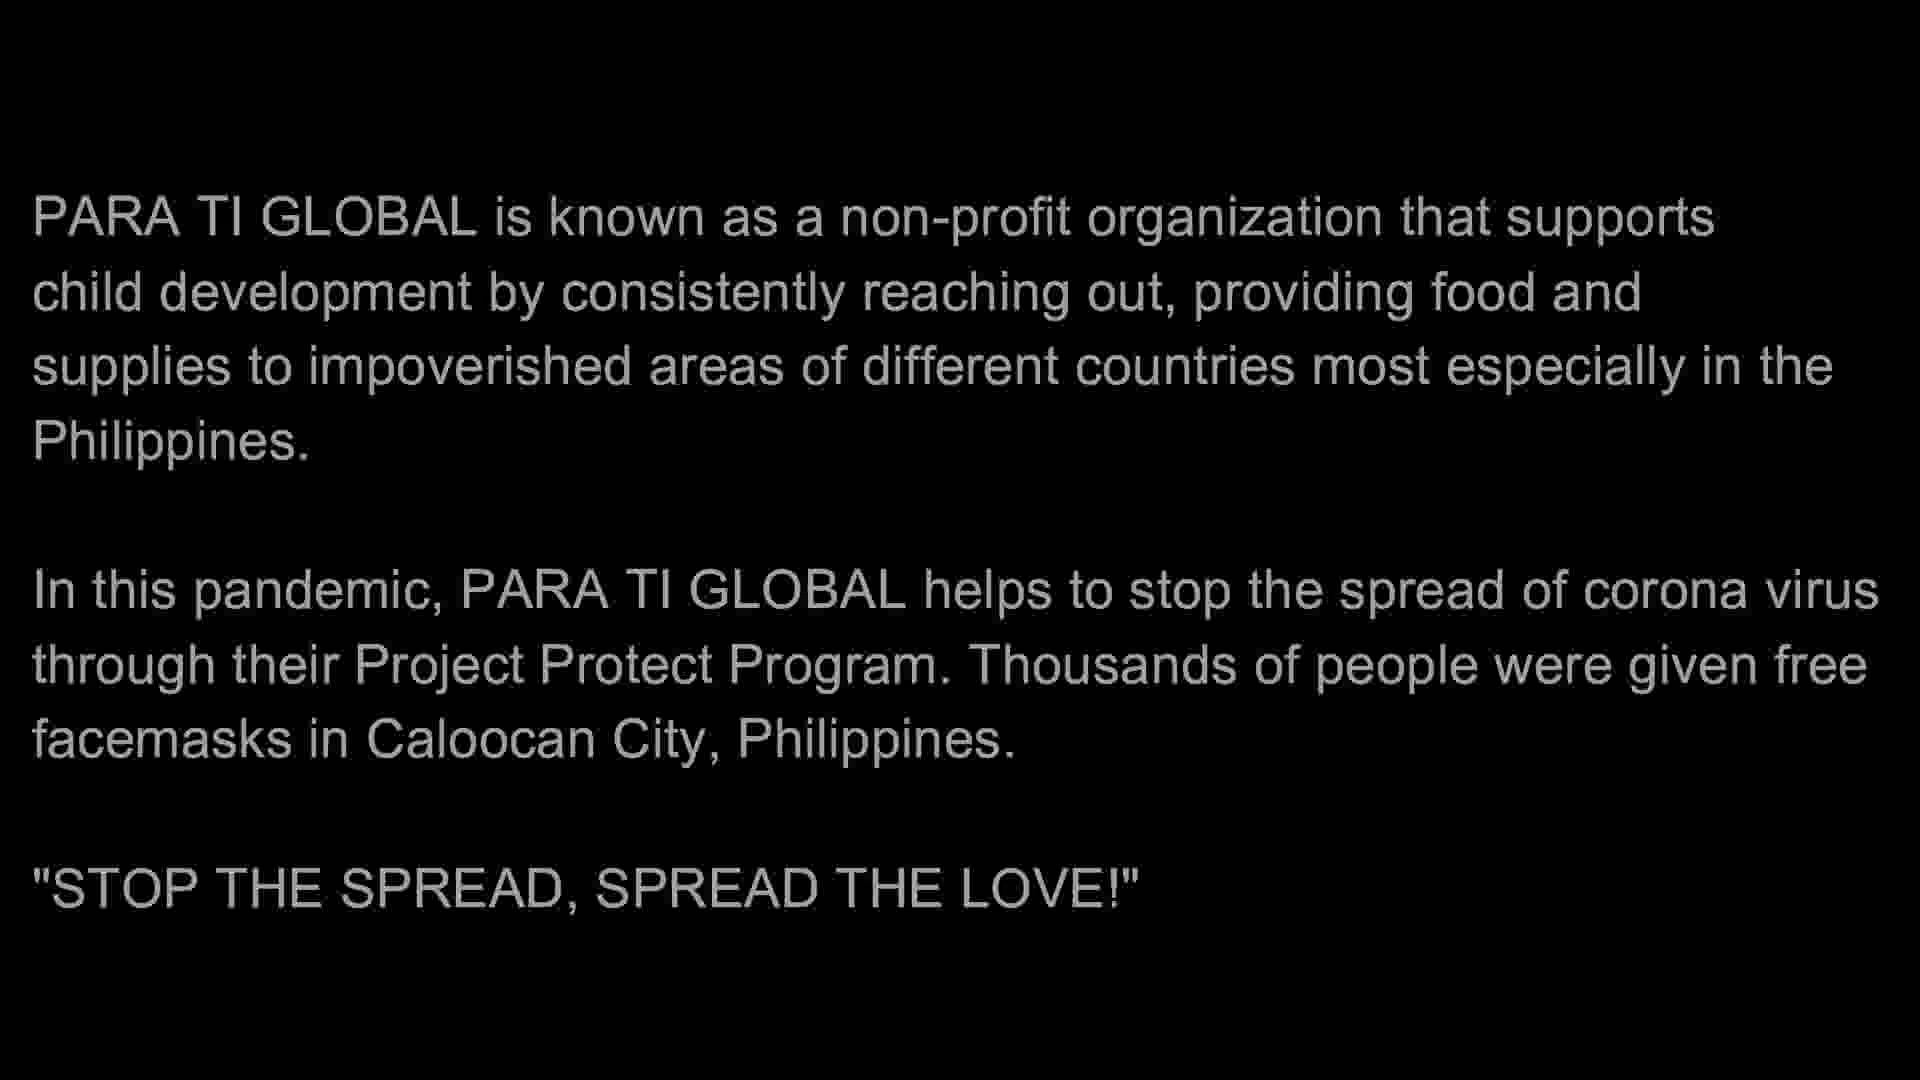 PARA TI GLOBAL is known as a non-profit organization that supports
child development by consistently reaching out, providing food and
supplies to impoverished areas of different countries most especially in the
Philippines.
In this pandemic, PARA TI GLOBAL helps to stop the spread of corona virus
through their Project Protect Program. Thousands of people were given free
facemasks in Caloocan City, Philippines.
"STOP THE SPREAD, SPREAD THE LOVE!"